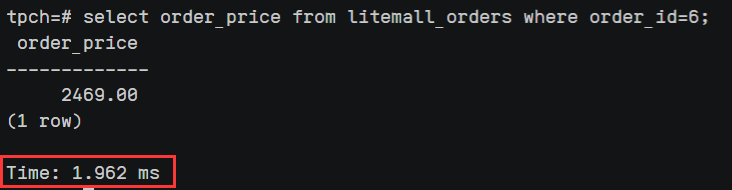 tpch=# select order_price from litemall_orders where order_id=6;
 order_price
-------------
     2469.00
(1 row)

Time: 1.962 ms